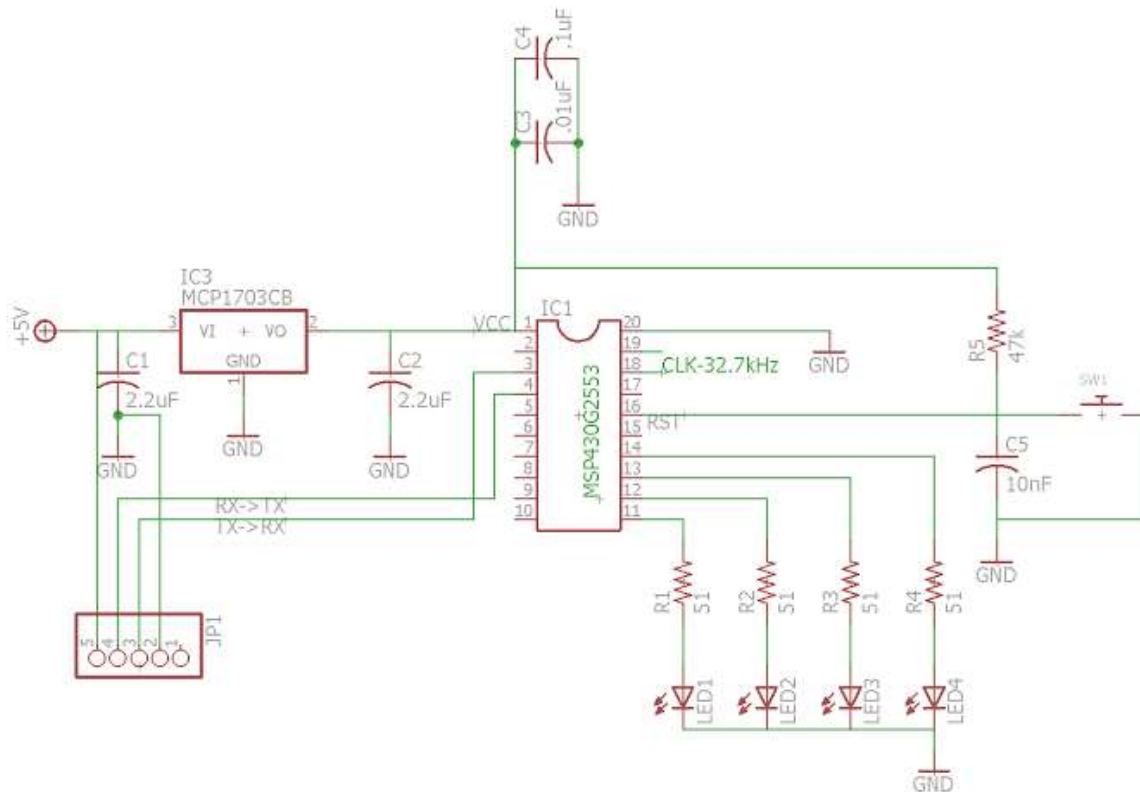 C4
.1uF
C3
.01uF
GND
IC3
MCP1703CB
+5V
3
VI
+
VO
2
GND
1
GND
C1
2.2uF
GND
C2
2.2uF
GND
VCC
IC1
MSP430G2553
1
2
3
4
5
6
7
8
9
10
20
19
18
17
16
15
14
13
12
11
GND
CLK-32.7kHz
RST
R5
47k
SW1
C5
10nF
GND
RX->TX
TX->RX
JP1
5
4
3
2
1
R1
51
R2
51
R3
51
R4
51
LED1
LED2
LED3
LED4
GND